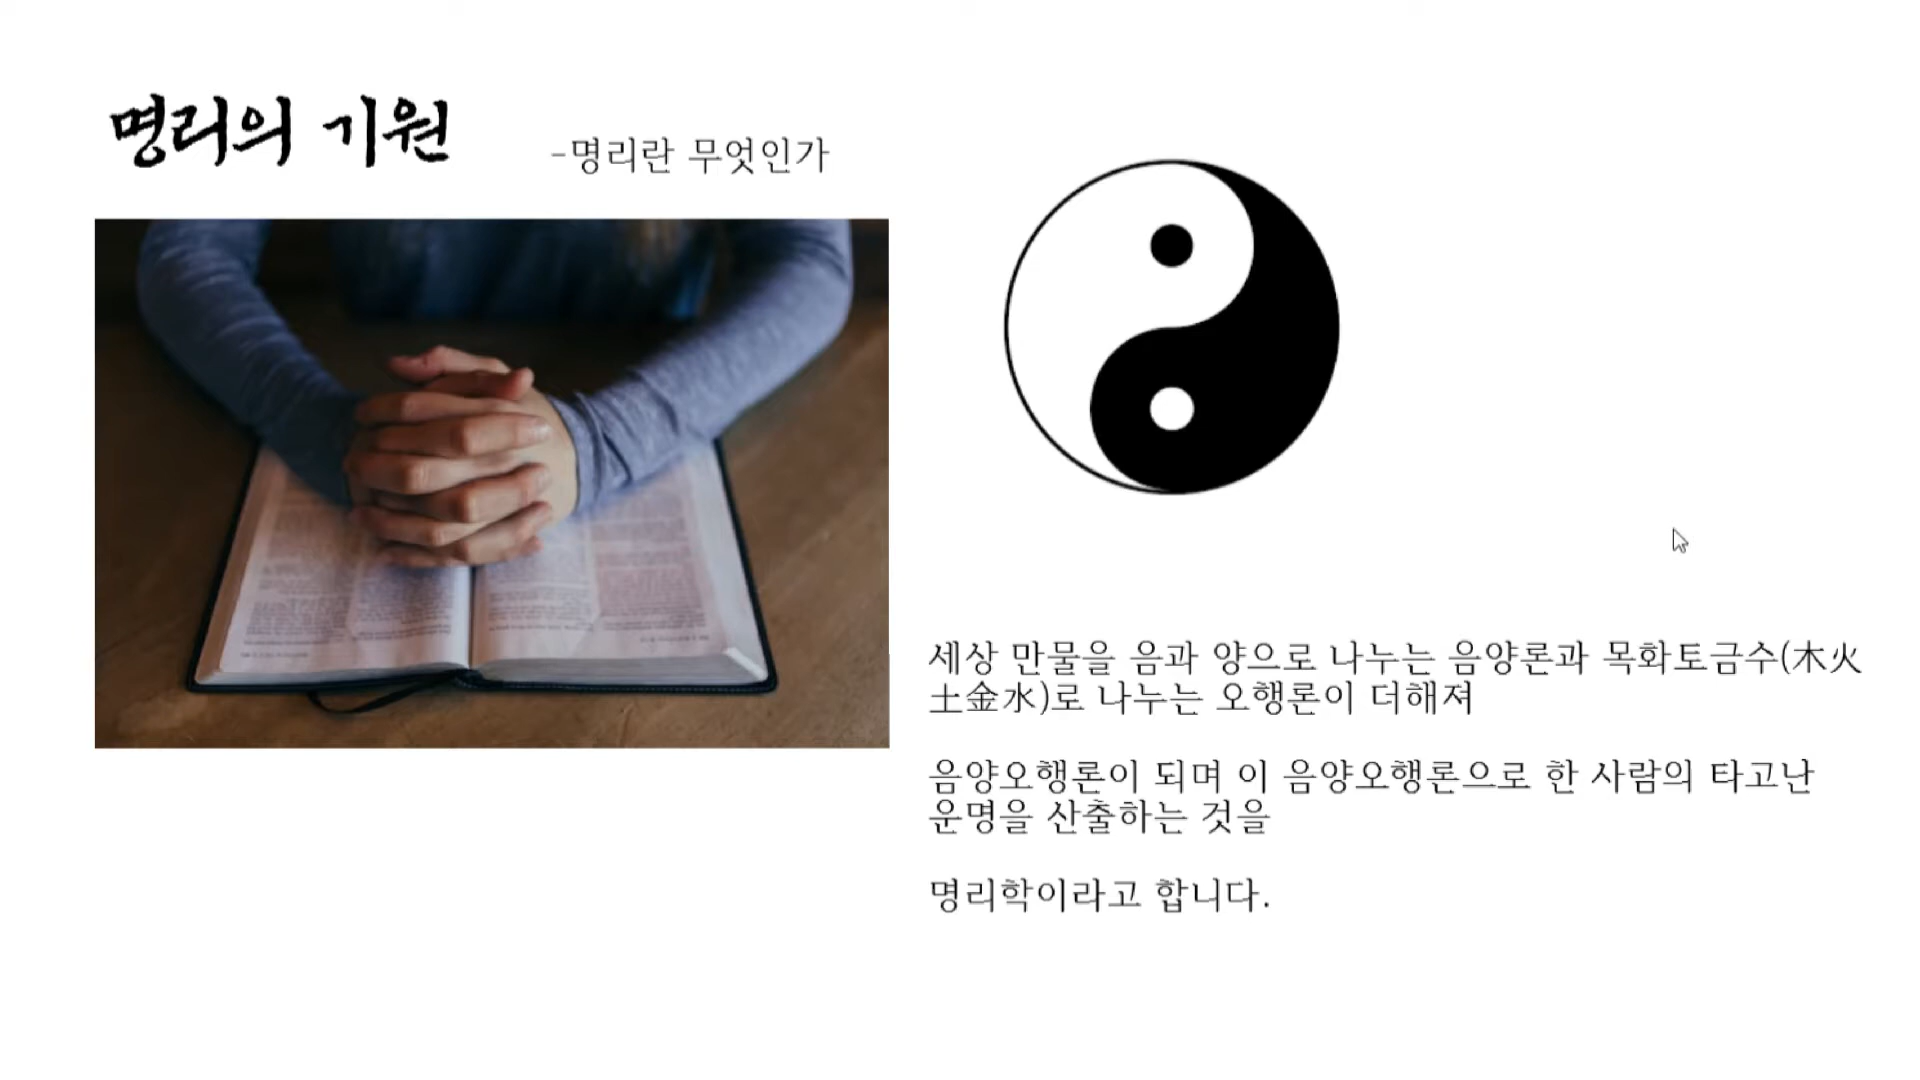 명리의 기원
-명리란 무엇인가
세상 만물을 음과 양으로 나누는 음양론과 목화토금수(木火
土金水)로 나누는 오행론이 더해져
음양오행론이 되며 이 음양오행론으로 한 사람의 타고난
운명을 산출하는 것을
명리학이라고 합니다.